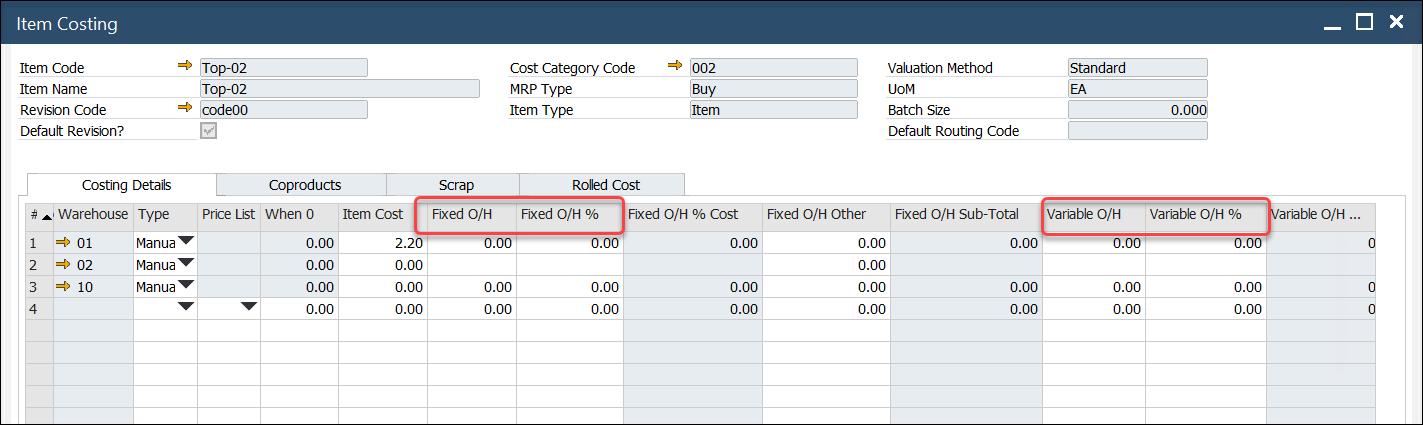 Item Costing
Item Code Top-02 Cost Category Code 002 Valuation Method Standard
Item Name Top-02 MRP Type Buy UoM EA
Revision Code code00 Item Type Item Batch Size 0.000
Default Revision? Default Routing Code
Costing Details Coproducts Scrap Rolled Cost
# Warehouse Type Price List When 0 Item Cost Fixed O/H Fixed O/H % Fixed O/H % Cost Fixed O/H Other Fixed O/H Sub-Total Variable O/H Variable O/H % Variable O/H ...
1 01 Manua 0.00 2.20 0.00 0.00 0.00 0.00 0.00 0.00 0.00 0
2 02 Manua 0.00 0.00 0.00
3 10 Manua 0.00 0.00 0.00 0.00 0.00 0.00 0.00 0.00 0.00 0
4 0.00 0.00 0.00 0.00 0.00 0.00 0.00 0.00 0.00 0